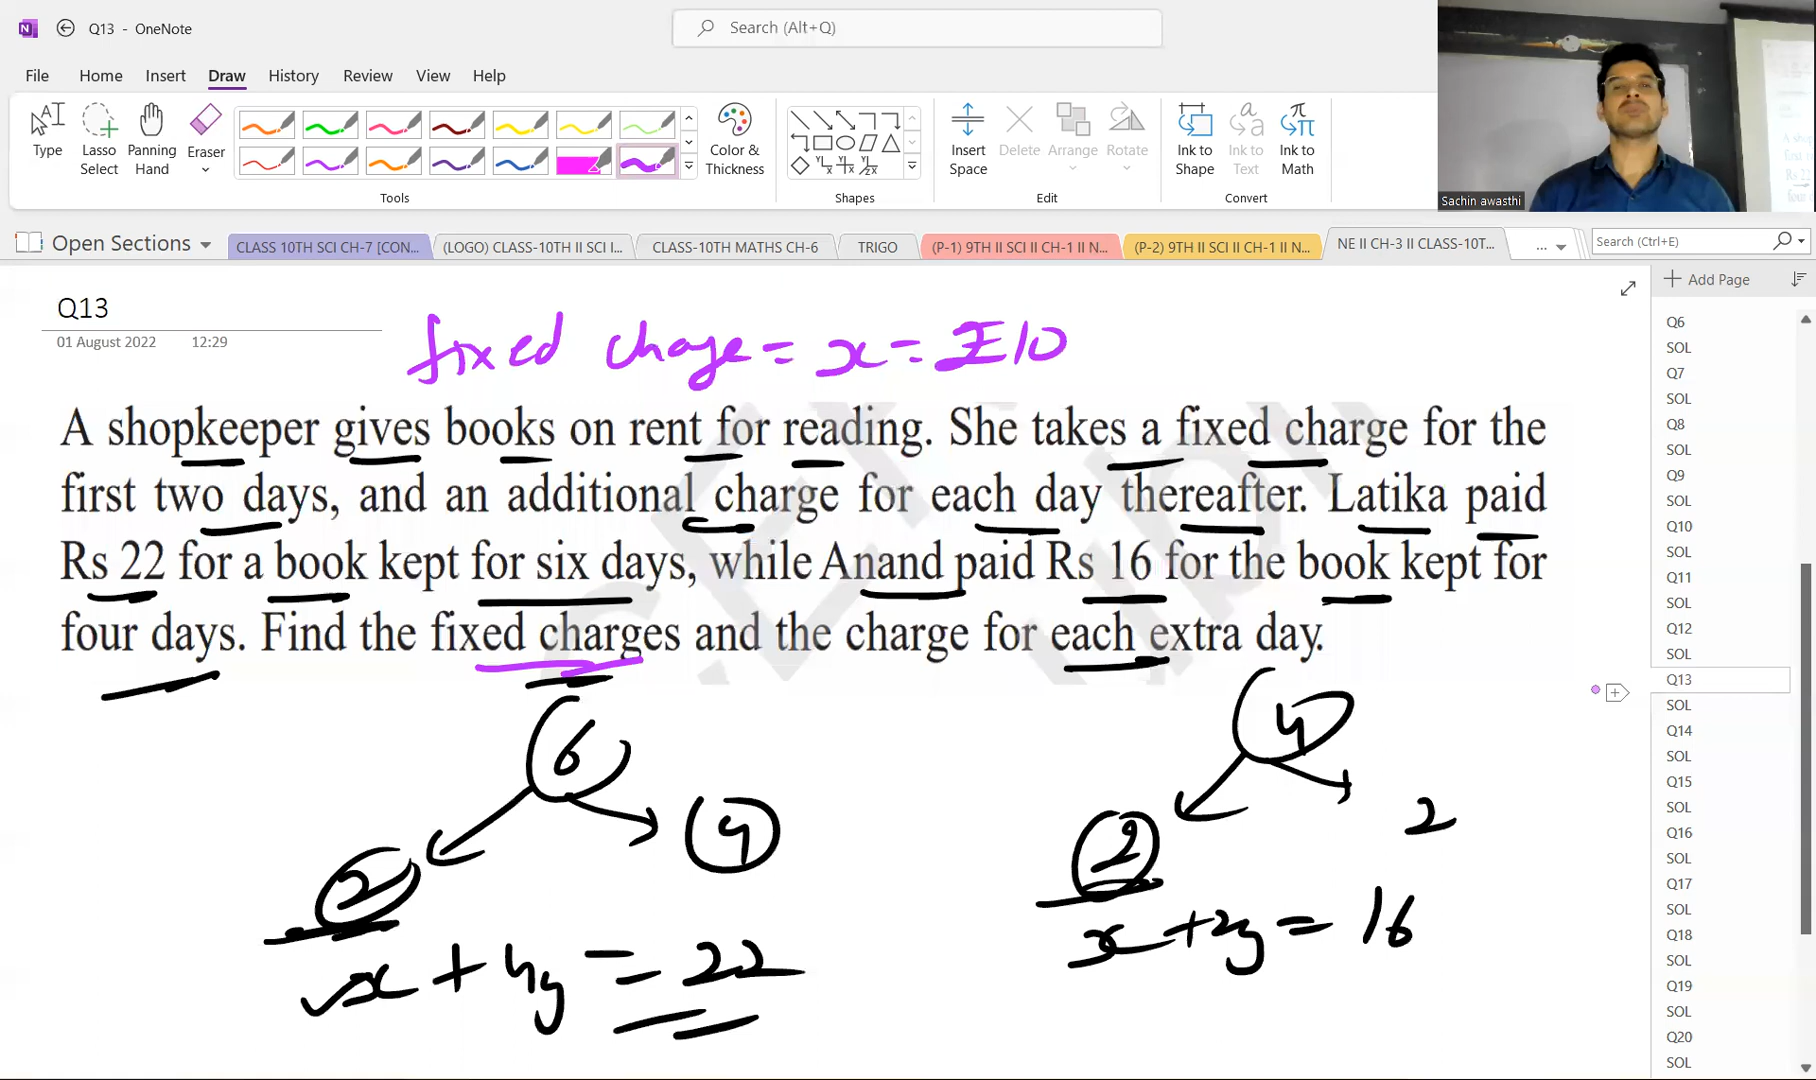 Q13 - OneNote
Search (Alt+Q)
File Home Insert Draw History Review View Help
Type
Lasso Select
Panning Hand
Eraser
Color & Thickness
Insert Space
Delete
Arrange
Rotate
Ink to Shape
Ink to Text
Ink to Math
Tools
Shapes
Edit
Convert
Sachin awasthi
Open Sections
CLASS 10TH SCI CH-7 [CON...
(LOGO) CLASS-10TH II SCI I...
CLASS-10TH MATHS CH-6
TRIGO
(P-1) 9TH II SCI II CH-1 II N...
(P-2) 9TH II SCI II CH-1 II N...
NE II CH-3 II CLASS-10T...
...
Search (Ctrl+E)
Q13
01 August 2022 12:29
fixed charge = x = ₹10
A shopkeeper gives books on rent for reading. She takes a fixed charge for the
first two days, and an additional charge for each day thereafter. Latika paid
Rs 22 for a book kept for six days, while Anand paid Rs 16 for the book kept for
four days. Find the fixed charges and the charge for each extra day.
6
2 4
x + 4y = 22
4
2 2
x + 2y = 16
Add Page
Q6
SOL
Q7
SOL
Q8
SOL
Q9
SOL
Q10
SOL
Q11
SOL
Q12
SOL
Q13
SOL
Q14
SOL
Q15
SOL
Q16
SOL
Q17
SOL
Q18
SOL
Q19
SOL
Q20
SOL